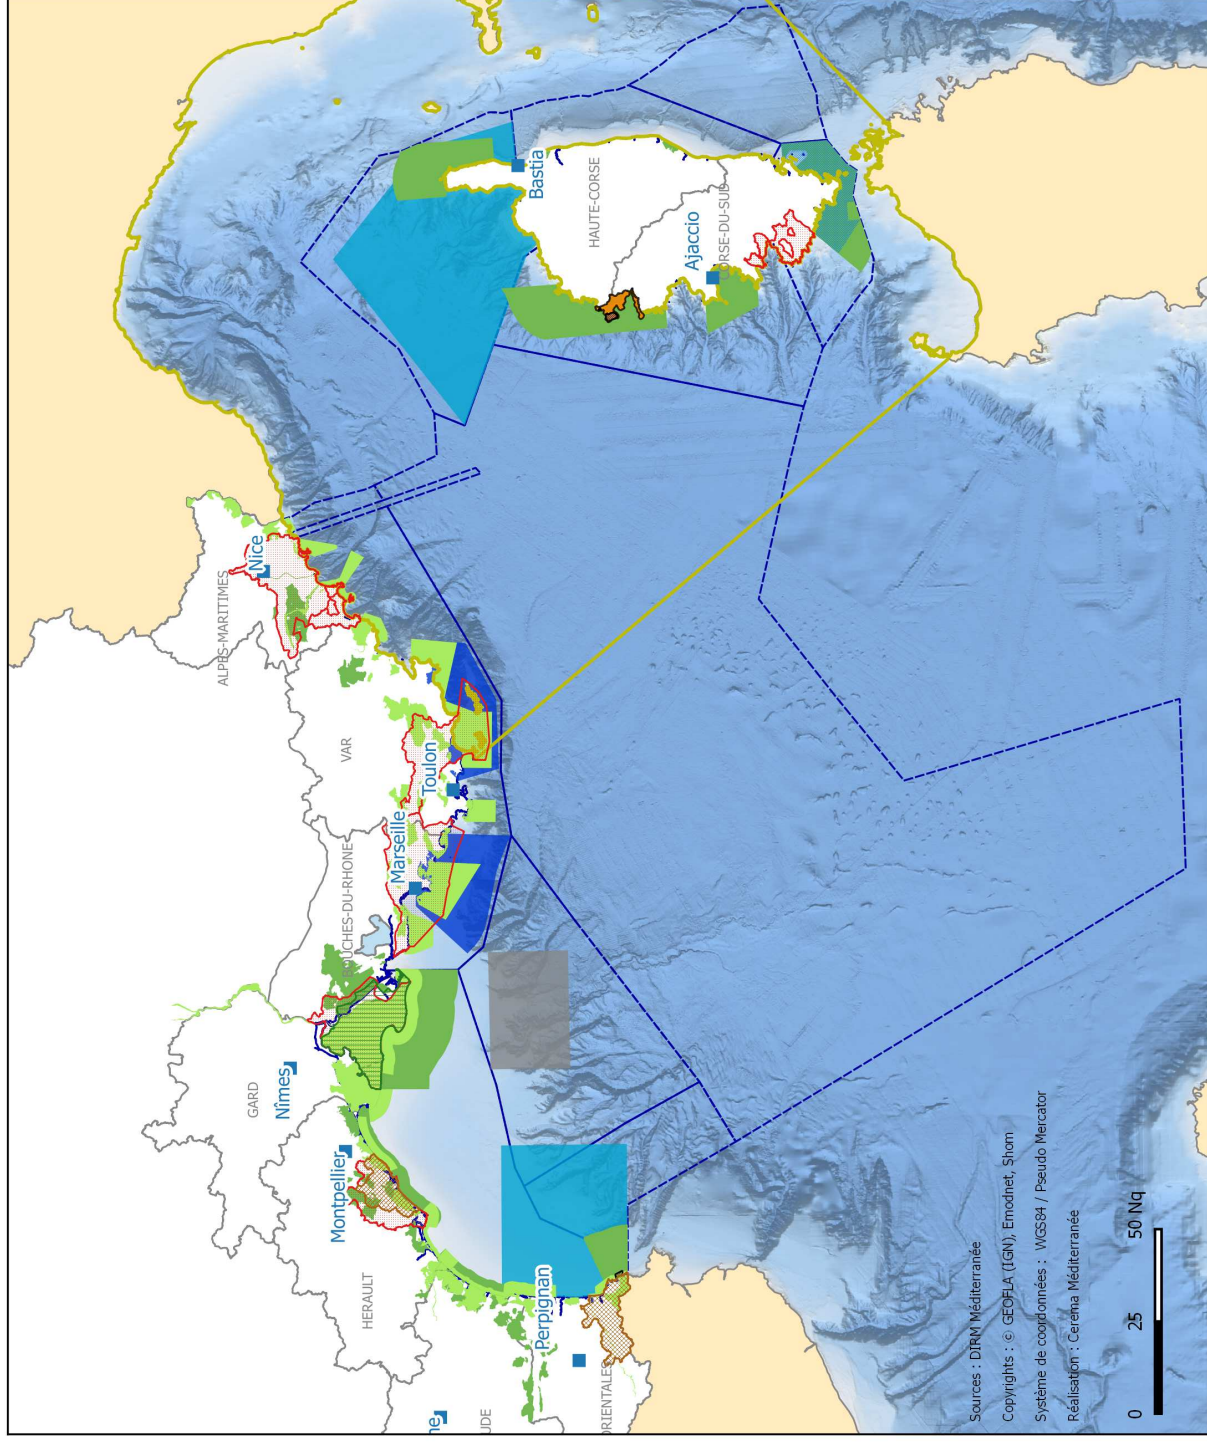 ALPES-MARITIMES
Nice
VAR
Toulon
BOUCHES-DU-RHONE
Marseille
GARD
Nîmes
Montpellier
HERAULT
Perpignan
ne
UDE
ORIENTALES
Bastia
HAUTE-CORSE
Ajaccio
CORSE-DU-SUD
Sources : DIRM Méditerranée
Copyrights : © GEOFLA (IGN), Emodnet, Shom
Système de coordonnées : WGS84 / Pseudo Mercator
Réalisation : Cerema Méditerranée
0 25 50 Nq